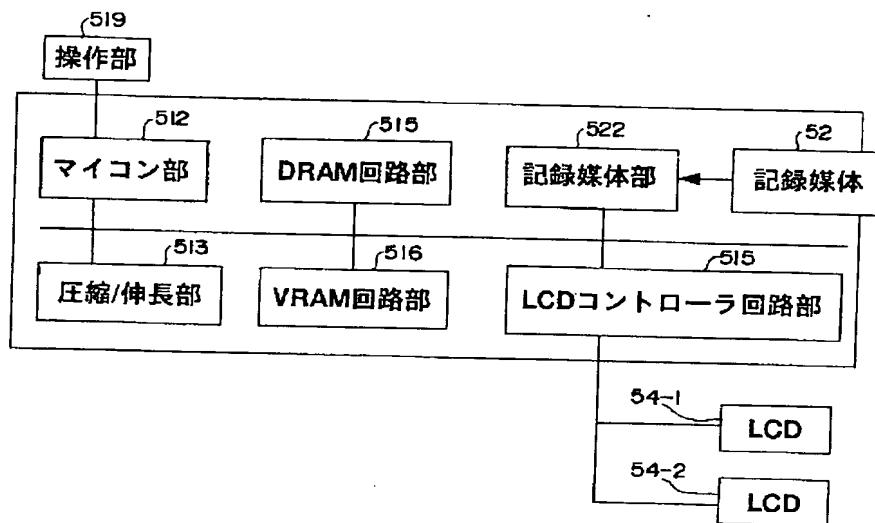 519
操作部
512
マイコン部
515
DRAM回路部
522
記録媒体部
52
記録媒体
513
圧縮/伸長部
516
VRAM回路部
515
LCDコントローラ回路部
54-1
LCD
54-2
LCD